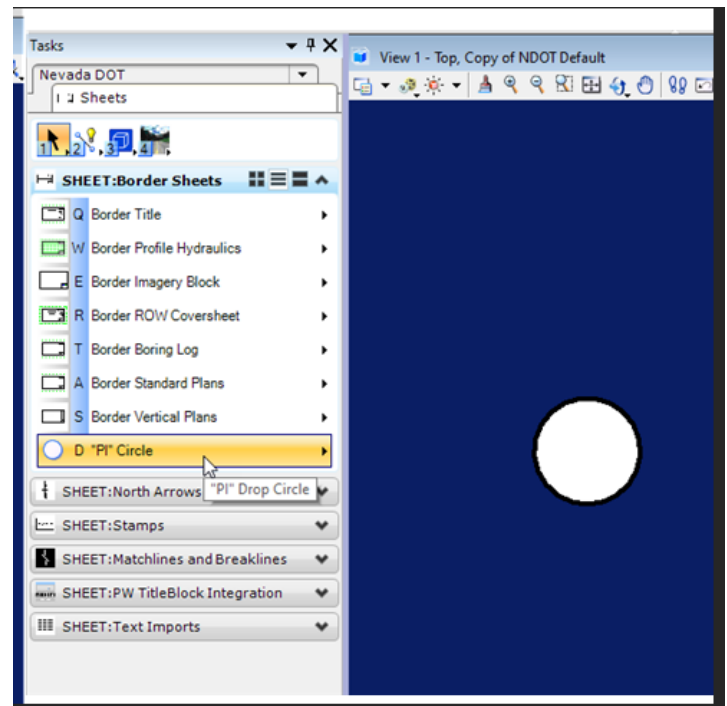 Tasks
View 1 - Top, Copy of NDOT Default
Nevada DOT
Sheets
1 2 3 4
SHEET:Border Sheets
Q Border Title
W Border Profile Hydraulics
E Border Imagery Block
R Border ROW Coversheet
T Border Boring Log
A Border Standard Plans
S Border Vertical Plans
D "PI" Circle
SHEET:North Arrows
"PI" Drop Circle
SHEET:Stamps
SHEET:Matchlines and Breaklines
SHEET:PW TitleBlock Integration
SHEET:Text Imports